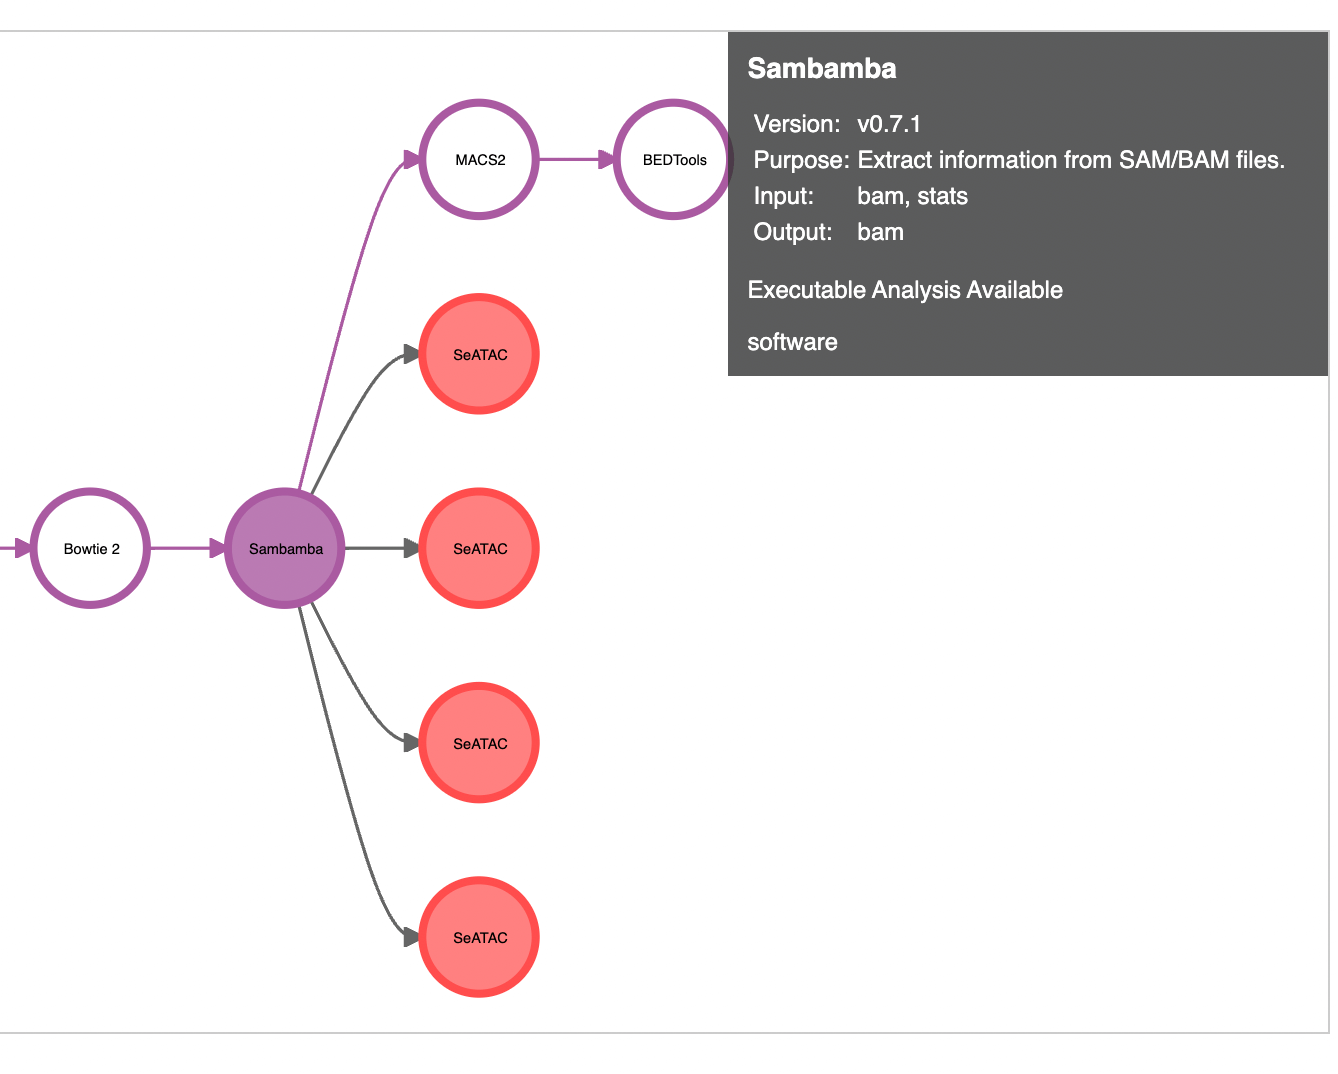 Sambamba
Version: v0.7.1
Purpose: Extract information from SAM/BAM files.
Input: bam, stats
Output: bam
Executable Analysis Available
software
MACS2
BEDTools
SeATAC
Bowtie 2
Sambamba
SeATAC
SeATAC
SeATAC